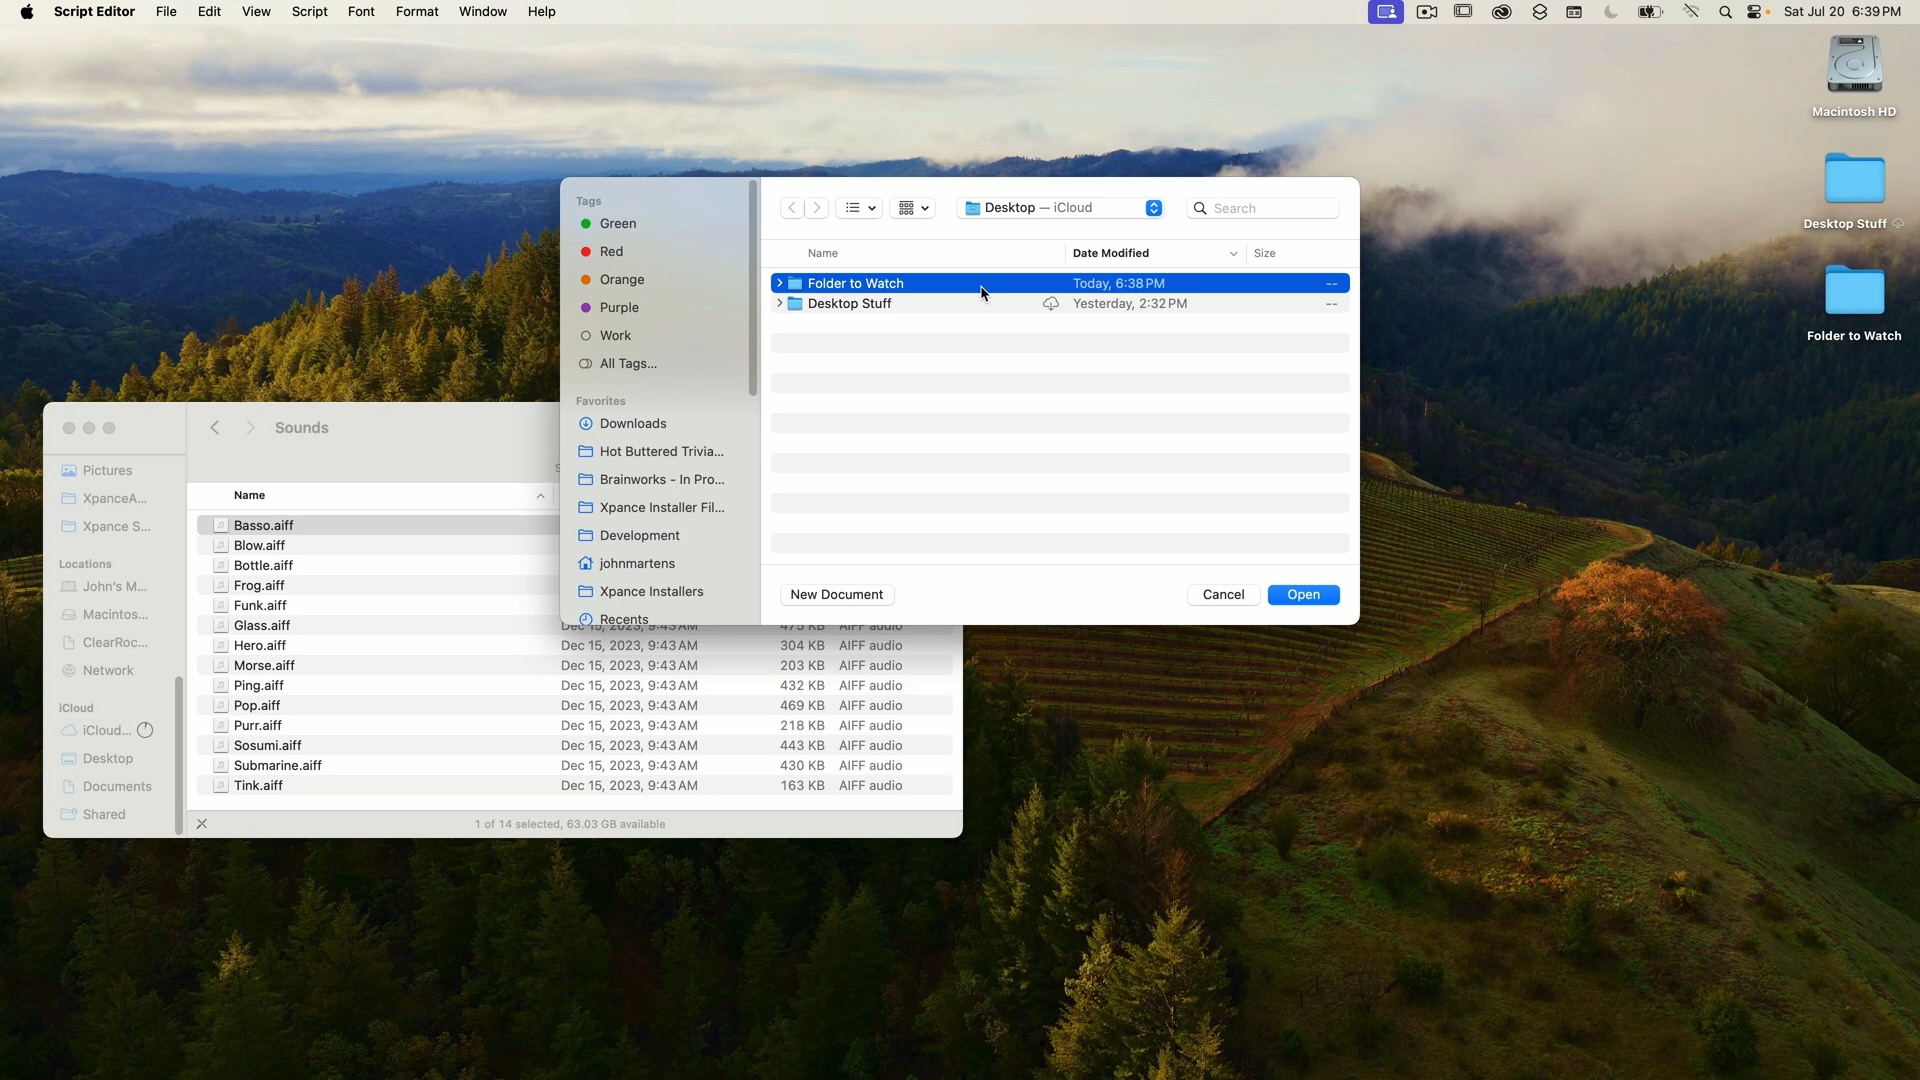 Script Editor File Edit View Script Font Format Window Help Sat Jul 20 6:39 PM
Macintosh HD
Desktop Stuff
Folder to Watch
Tags
Green
Red
Orange
Purple
Work
All Tags...
Favorites
Downloads
Hot Buttered Trivia...
Brainworks - In Pro...
Xpance Installer Fil...
Development
johnmartens
Xpance Installers
Recents
Desktop — iCloud
Search
Name Date Modified Size
Folder to Watch Today, 6:38 PM --
Desktop Stuff Yesterday, 2:32 PM --
New Document Cancel Open
Sounds
Pictures
XpanceA...
Xpance S...
Locations
John's M...
Macintos...
ClearRoc...
Network
iCloud
iCloud...
Desktop
Documents
Shared
Name
Basso.aiff
Blow.aiff
Bottle.aiff
Frog.aiff
Funk.aiff
Glass.aiff Dec 15, 2023, 9:43 AM 475 KB AIFF audio
Hero.aiff Dec 15, 2023, 9:43 AM 304 KB AIFF audio
Morse.aiff Dec 15, 2023, 9:43 AM 203 KB AIFF audio
Ping.aiff Dec 15, 2023, 9:43 AM 432 KB AIFF audio
Pop.aiff Dec 15, 2023, 9:43 AM 469 KB AIFF audio
Purr.aiff Dec 15, 2023, 9:43 AM 218 KB AIFF audio
Sosumi.aiff Dec 15, 2023, 9:43 AM 443 KB AIFF audio
Submarine.aiff Dec 15, 2023, 9:43 AM 430 KB AIFF audio
Tink.aiff Dec 15, 2023, 9:43 AM 163 KB AIFF audio
1 of 14 selected, 63.03 GB available